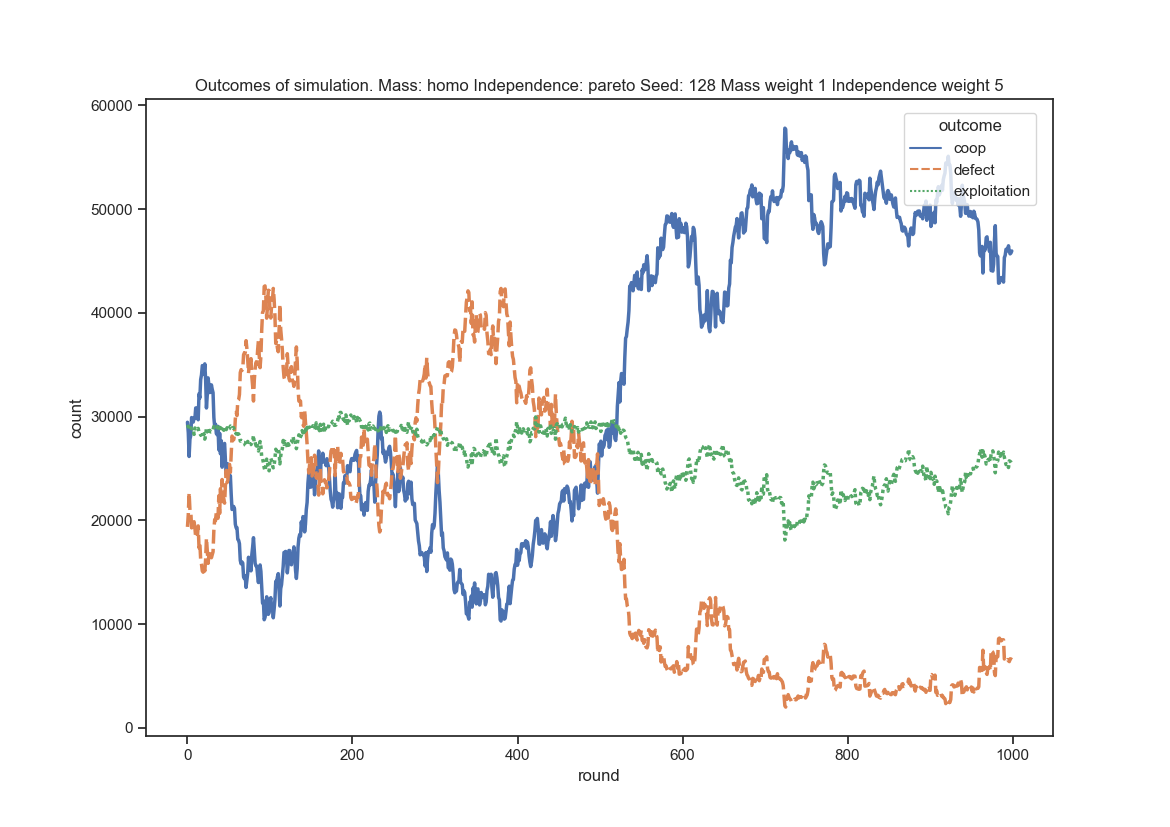 Outcomes of simulation. Mass: homo Independence: pareto Seed: 128 Mass weight 1 Independence weight 5
60000
50000
40000
30000
20000
10000
0
count
outcome
coop
defect
exploitation
0 200 400 600 800 1000
round